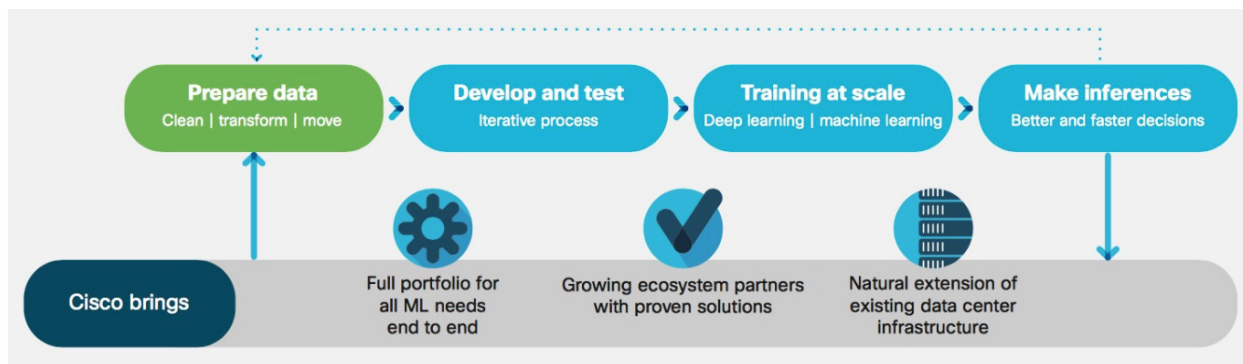 Prepare data
Clean | transform | move
Develop and test
Iterative process
Training at scale
Deep learning | machine learning
Make inferences
Better and faster decisions
Cisco brings
Full portfolio for
all ML needs
end to end
Growing ecosystem partners
with proven solutions
Natural extension of
existing data center
infrastructure